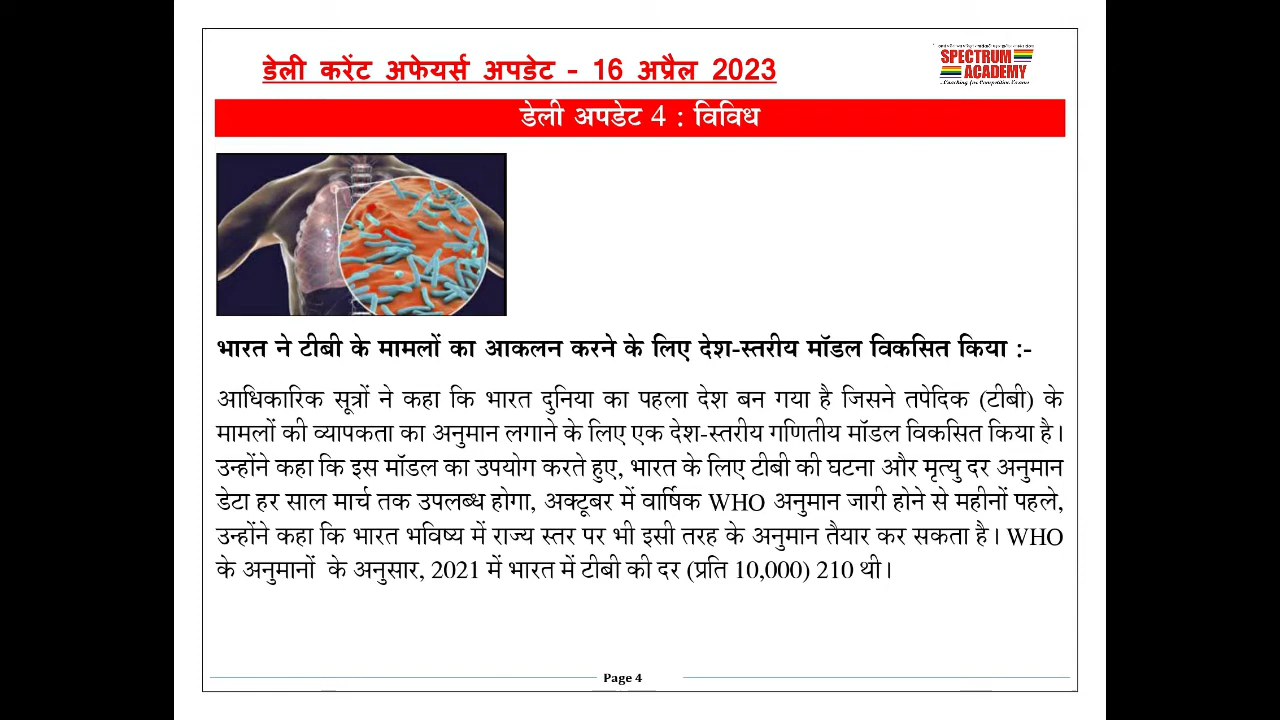 डेली करेंट अफेयर्स अपडेट - 16 अप्रैल 2023
SPECTRUM
ACADEMY
...Coaching for Competitive Exams
डेली अपडेट 4 : विविध
भारत ने टीबी के मामलों का आकलन करने के लिए देश-स्तरीय मॉडल विकसित किया :-
आधिकारिक सूत्रों ने कहा कि भारत दुनिया का पहला देश बन गया है जिसने तपेदिक (टीबी) के
मामलों की व्यापकता का अनुमान लगाने के लिए एक देश-स्तरीय गणितीय मॉडल विकसित किया है।
उन्होंने कहा कि इस मॉडल का उपयोग करते हुए, भारत के लिए टीबी की घटना और मृत्यु दर अनुमान
डेटा हर साल मार्च तक उपलब्ध होगा, अक्टूबर में वार्षिक WHO अनुमान जारी होने से महीनों पहले,
उन्होंने कहा कि भारत भविष्य में राज्य स्तर पर भी इसी तरह के अनुमान तैयार कर सकता है। WHO
के अनुमानों के अनुसार, 2021 में भारत में टीबी की दर (प्रति 10,000) 210 थी।
Page 4